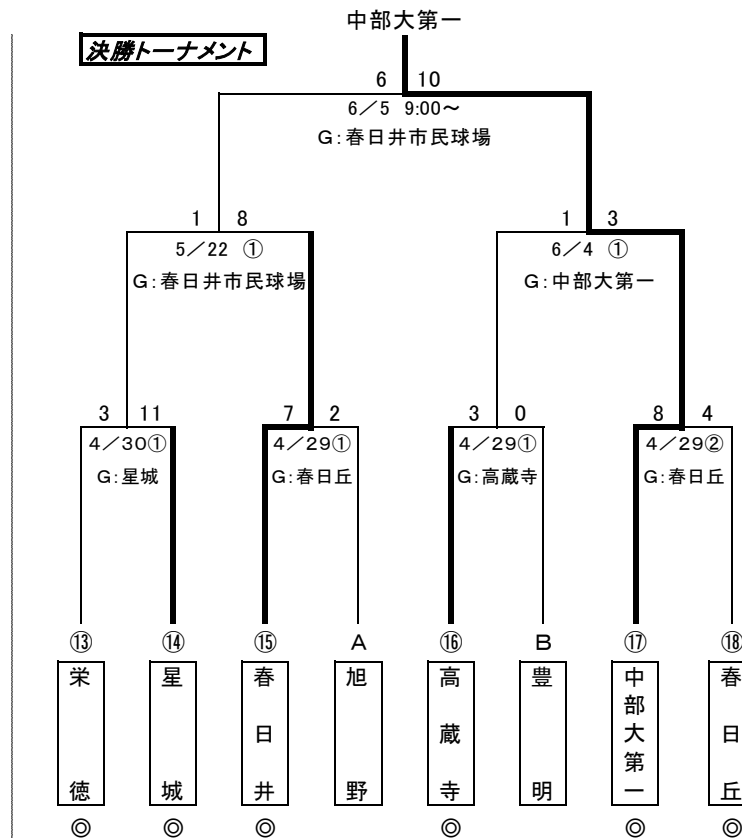 中部大第一
決勝トーナメント
6 10
6/5 9:00～
G:春日井市民球場
1 8
1 3
5/22 ①
6/4 ①
G:春日井市民球場
G:中部大第一
3 11
7 2
3 0
8 4
4/30①
4/29①
4/29①
4/29②
G:星城
G:春日丘
G:高蔵寺
G:春日丘
⑬ ⑭ ⑮ A ⑯ B ⑰ ⑱
栄徳
星城
春日井
旭野
高蔵寺
豊明
中部大第一
春日丘
◎ ◎ ◎ ◎ ◎ ◎